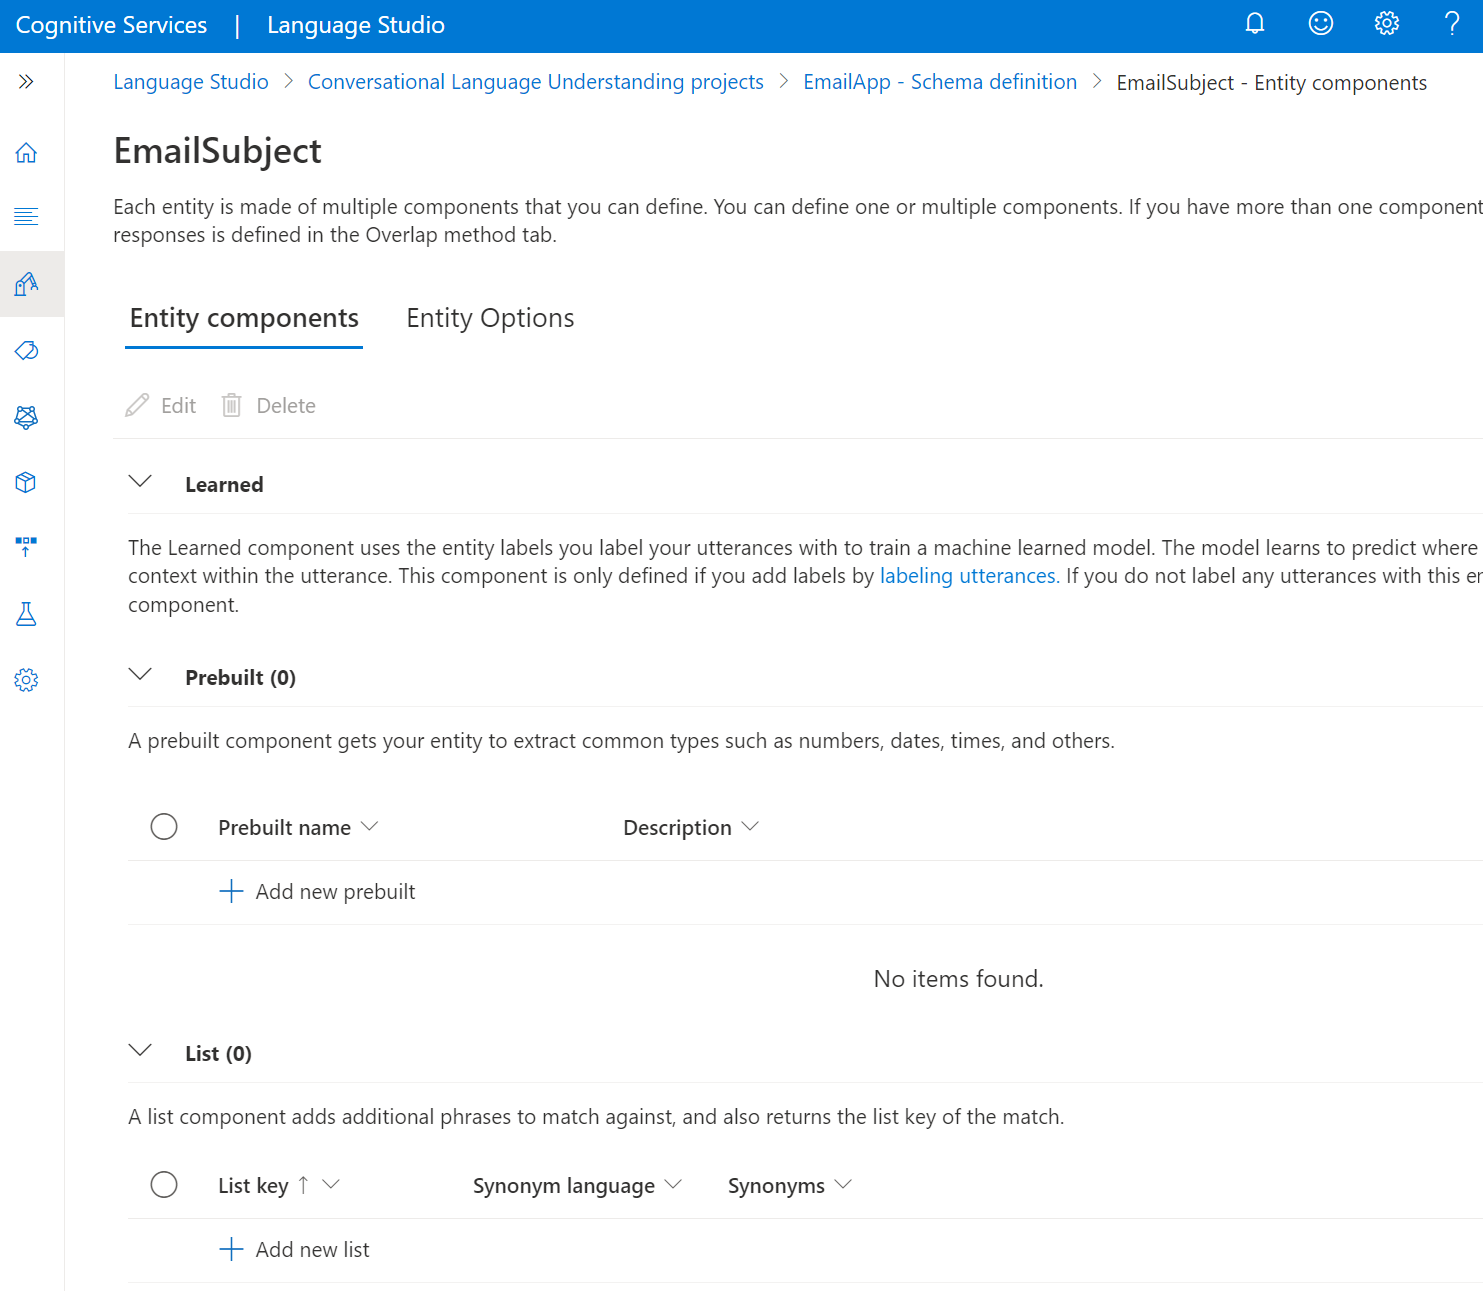 Cognitive Services | Language Studio
Language Studio > Conversational Language Understanding projects > EmailApp - Schema definition > EmailSubject - Entity components
EmailSubject
Each entity is made of multiple components that you can define. You can define one or multiple components. If you have more than one component
responses is defined in the Overlap method tab.
Entity components Entity Options
Edit Delete
Learned
The Learned component uses the entity labels you label your utterances with to train a machine learned model. The model learns to predict where
context within the utterance. This component is only defined if you add labels by labeling utterances. If you do not label any utterances with this en
component.
Prebuilt (0)
A prebuilt component gets your entity to extract common types such as numbers, dates, times, and others.
Prebuilt name Description
+ Add new prebuilt
No items found.
List (0)
A list component adds additional phrases to match against, and also returns the list key of the match.
List key ↑ Synonym language Synonyms
+ Add new list